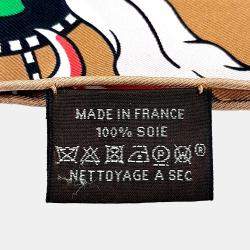 MADE IN FRANCE
100% SOIE
P W ®
NETTOYAGE A SEC